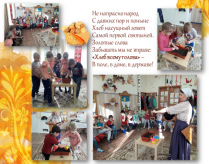 Не напрасно народ
С давних пор и поныне
Хлеб насущный зовет
Самой первой святыней.
Золотые слова
Забывать мы не вправе:
«Хлеб всему голова» –
В поле, в доме, в державе!